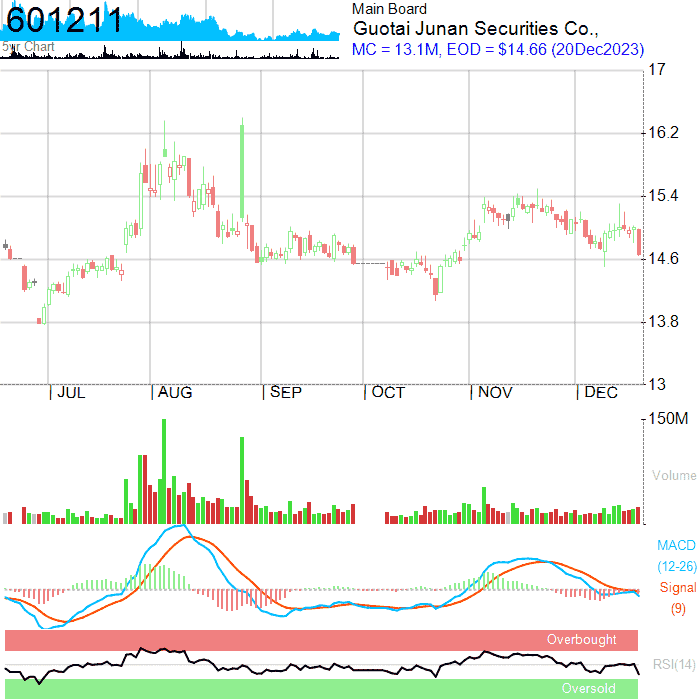 601211
5yr Chart
Main Board
Guotai Junan Securities Co.,
MC = 13.1M, EOD = $14.66 (20Dec2023)
17
16.2
15.4
14.6
13.8
13
| JUL | AUG | SEP | OCT | NOV | DEC
150M
Volume
MACD
(12-26)
Signal
(9)
Overbought
RSI(14)
Oversold